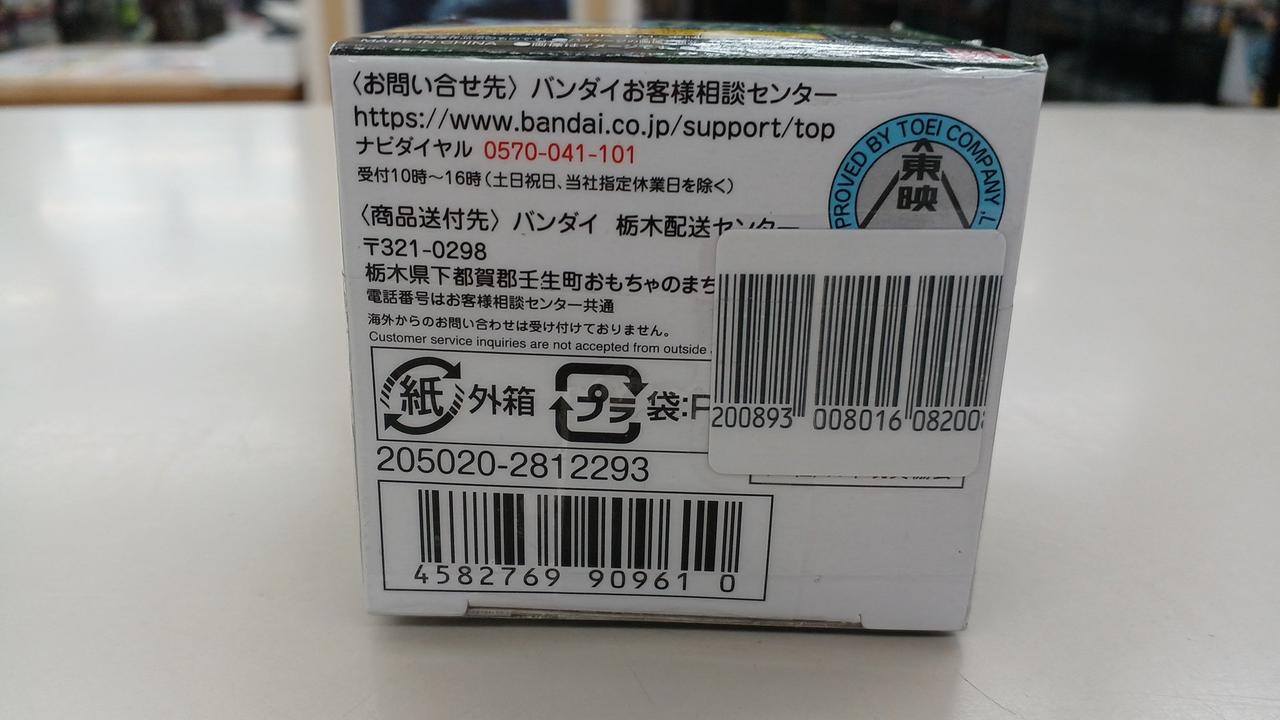 〈お問い合せ先〉バンダイお客様相談センター
https://www.bandai.co.jp/support/top
ナビダイヤル 0570-041-101
受付10時〜16時(土日祝日、当社指定休業日を除く)
PROVED BY TOEI COMPANY
東映
〈商品送付先〉バンダイ 栃木配送センター
〒321-0298
栃木県下都賀郡壬生町おもちゃのまち
電話番号はお客様相談センター共通
海外からのお問い合わせは受け付けておりません。
Customer service inquiries are not accepted from outside
紙 外箱 プラ 袋:P
200893 008016 08200
205020-2812293
4582769 90961 0